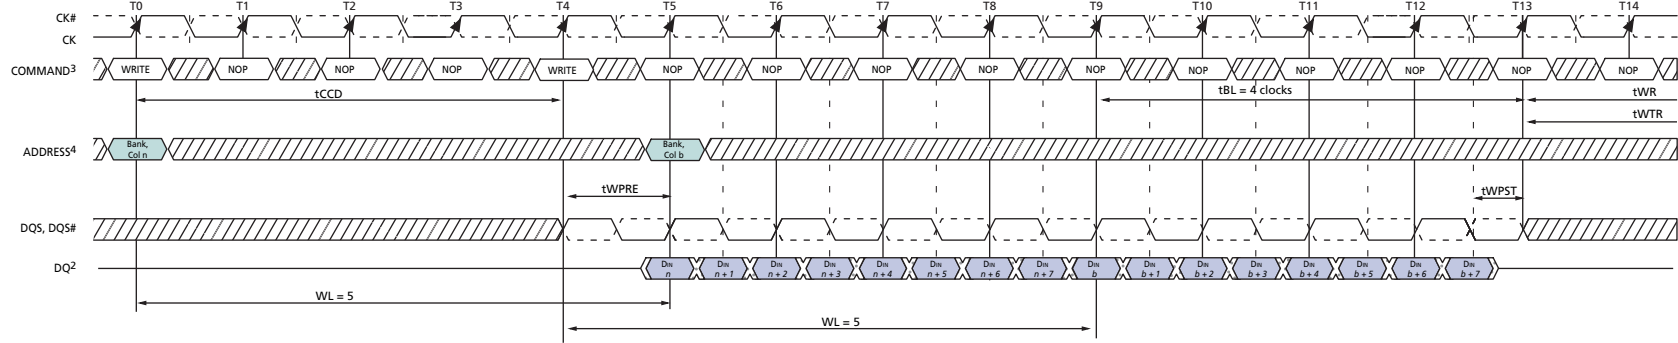 T0 T1 T2 T3 T4 T5 T6 T7 T8 T9 T10 T11 T12 T13 T14
CK#
CK
COMMAND3 WRITE NOP NOP NOP WRITE NOP NOP NOP NOP NOP NOP NOP NOP NOP NOP
tCCD tBL = 4 clocks tWR
tWTR
ADDRESS4 Bank, Col n Bank, Col b
tWPRE tWPST
DQS, DQS#
DQ2 DIN n DIN n + 1 DIN n + 2 DIN n + 3 DIN n + 4 DIN n + 5 DIN n + 6 DIN n + 7 DIN b DIN b + 1 DIN b + 2 DIN b + 3 DIN b + 4 DIN b + 5 DIN b + 6 DIN b + 7
WL = 5
WL = 5